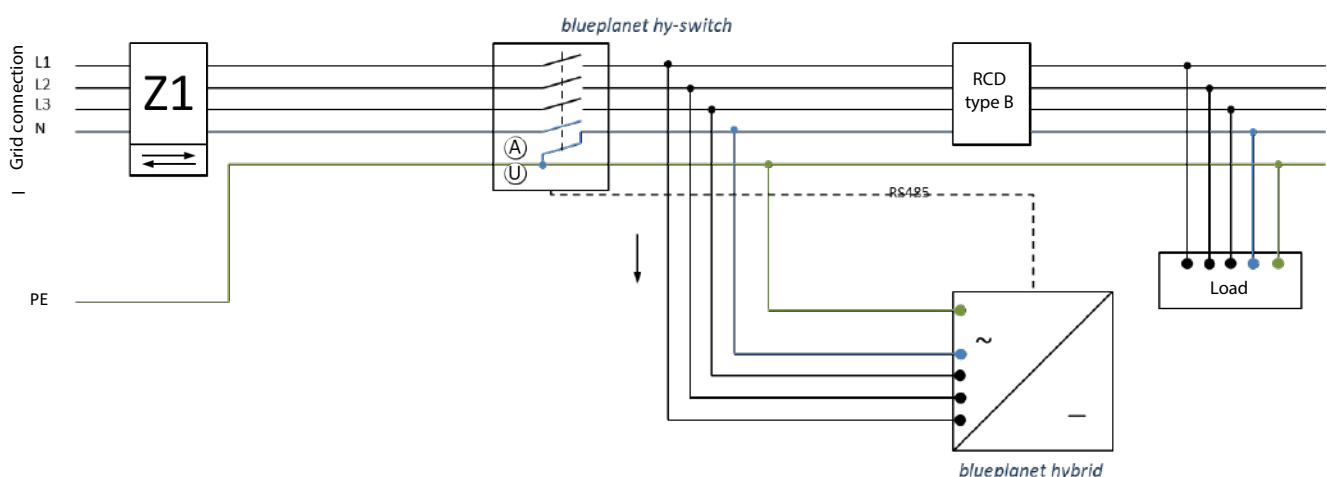 blueplanet hy-switch
Grid connection
L1
L2
L3
N
Z1
A
U
RCD
type B
RS485
PE
Load
~
blueplanet hybrid